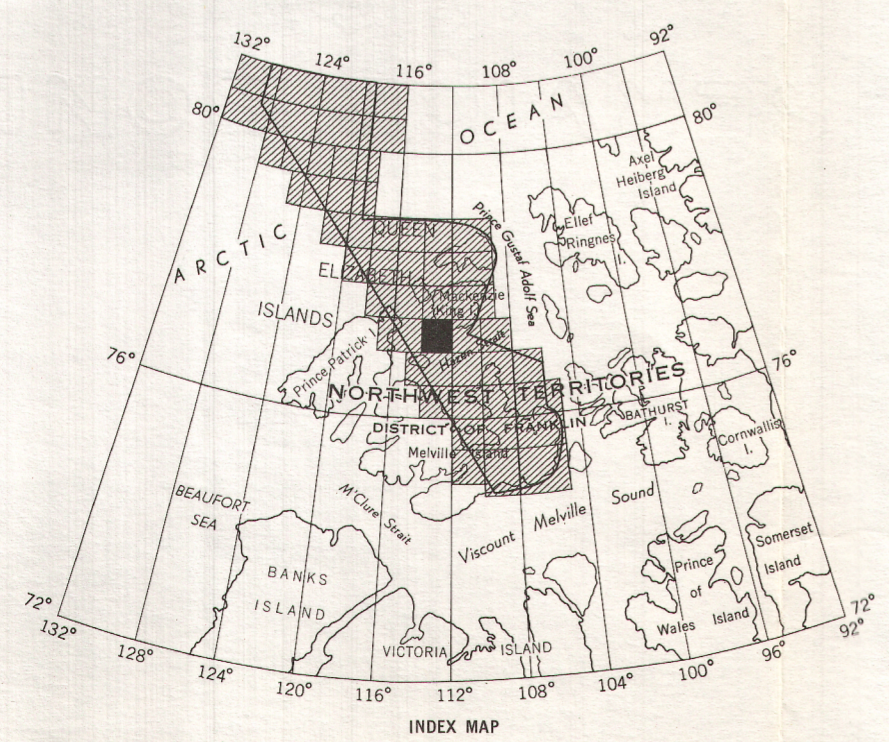 132°
124°
116°
108°
100°
92°
80°
80°
OCEAN
Axel
Heiberg
Island
Ellef
Ringnes
I.
Prince Gustaf Adolf Sea
QUEEN
ARCTIC
ELIZABETH
Mackenzie
King I.
ISLANDS
Prince Patrick I.
Hazen Strait
76°
76°
NORTHWEST TERRITORIES
BATHURST
I.
DISTRICT OF FRANKLIN
Cornwallis
I.
Melville Island
BEAUFORT
SEA
M'Clure Strait
Viscount Melville Sound
Somerset
Island
BANKS
ISLAND
Prince
of
Wales Island
VICTORIA ISLAND
72°
72°
132°
128°
124°
120°
116°
112°
108°
104°
100°
96°
92°
INDEX MAP